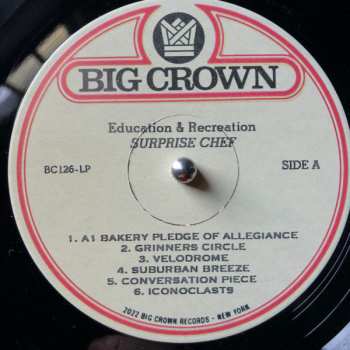 BIG CROWN
Education & Recreation
SURPRISE CHEF
BC126-LP
SIDE A
1. A1 BAKERY PLEDGE OF ALLEGIANCE
2. GRINNERS CIRCLE
3. VELODROME
4. SUBURBAN BREEZE
5. CONVERSATION PIECE
6. ICONOCLASTS
2022 BIG CROWN RECORDS - NEW YORK